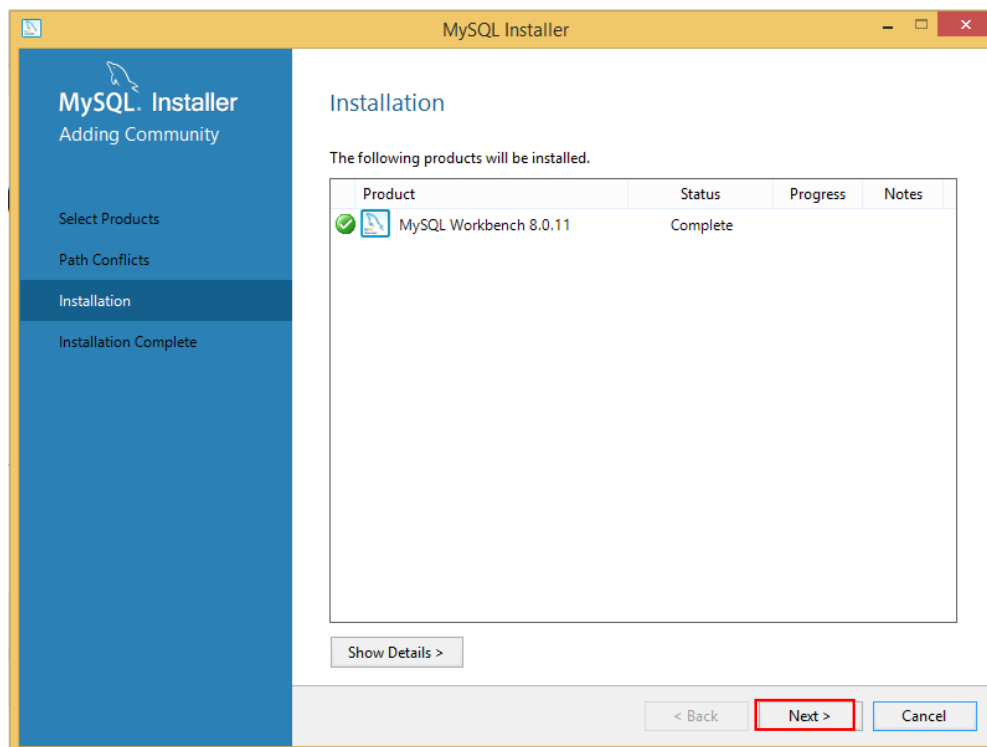 MySQL Installer
MySQL. Installer
Adding Community
Select Products
Path Conflicts
Installation
Installation Complete
Installation
The following products will be installed.
Product Status Progress Notes
MySQL Workbench 8.0.11 Complete
Show Details >
< Back Next > Cancel